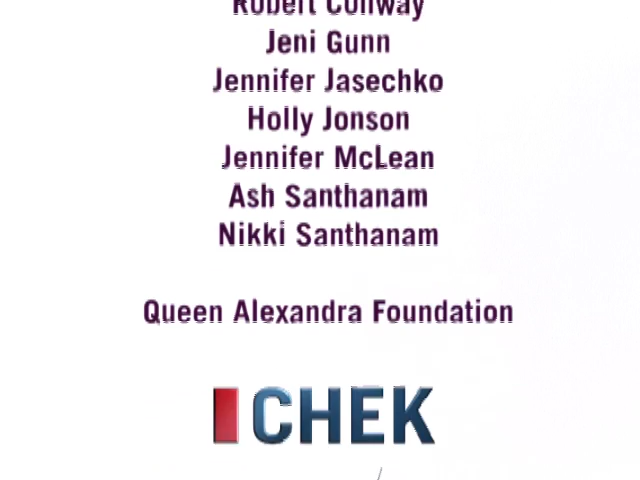 Robert Conway
Jeni Gunn
Jennifer Jasechko
Holly Jonson
Jennifer McLean
Ash Santhanam
Nikki Santhanam
Queen Alexandra Foundation
CHEK